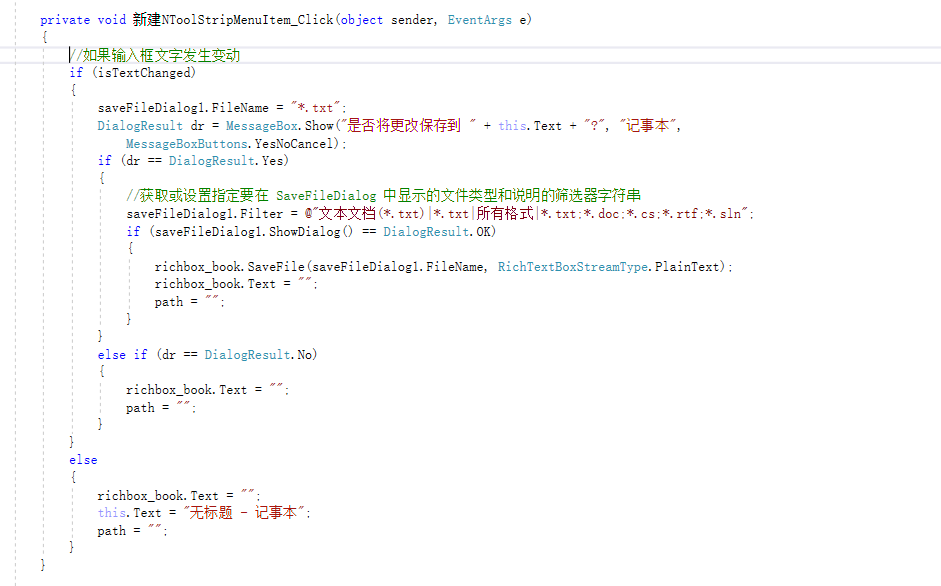 private void 新建NToolStripMenuItem_Click(object sender, EventArgs e)
{
//如果输入框文字发生变动
if (isTextChanged)
{
saveFileDialog1.FileName = "*.txt";
DialogResult dr = MessageBox.Show("是否将更改保存到 " + this.Text + "?", "记事本",
MessageBoxButtons.YesNoCancel);
if (dr == DialogResult.Yes)
{
//获取或设置指定要在 SaveFileDialog 中显示的文件类型和说明的筛选器字符串
saveFileDialog1.Filter = @"文本文档(*.txt)|*.txt|所有格式|*.txt;*.doc;*.cs;*.rtf;*.sln";
if (saveFileDialog1.ShowDialog() == DialogResult.OK)
{
richbox_book.SaveFile(saveFileDialog1.FileName, RichTextBoxStreamType.PlainText);
richbox_book.Text = "";
path = "";
}
}
else if (dr == DialogResult.No)
{
richbox_book.Text = "";
path = "";
}
}
else
{
richbox_book.Text = "";
this.Text = "无标题 - 记事本";
path = "";
}
}